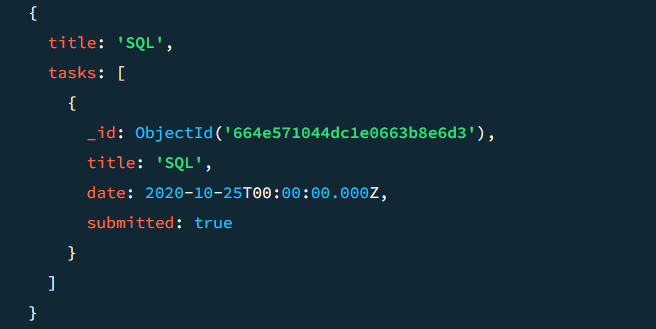 {
title: 'SQL',
tasks: [
{
_id: ObjectId('664e571044dc1e0663b8e6d3'),
title: 'SQL',
date: 2020-10-25T00:00:00.000Z,
submitted: true
}
]
}